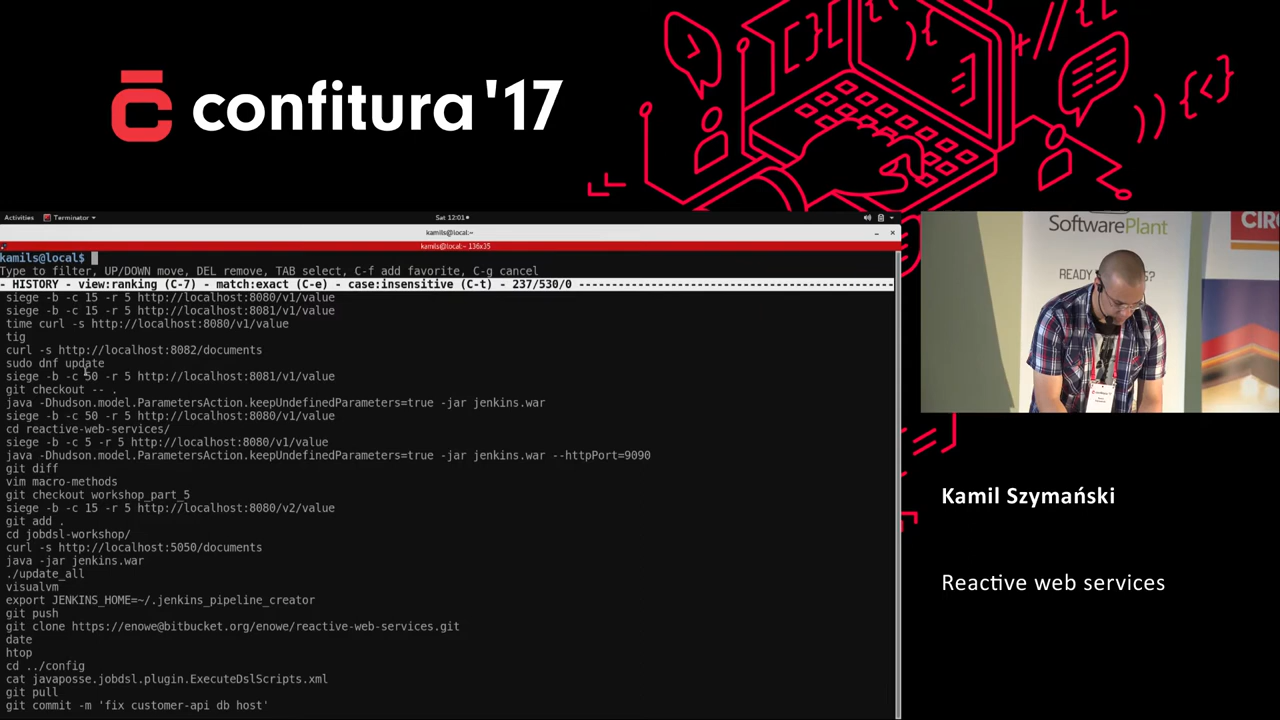 confitura '17
Activities Terminator Sat 12:01
kamils@local:~
kamils@local:~ 136x35
kamils@local$
Type to filter, UP/DOWN move, DEL remove, TAB select, C-f add favorite, C-g cancel
- HISTORY - view:ranking (C-7) - match:exact (C-e) - case:insensitive (C-t) - 237/530/0 -
siege -b -c 15 -r 5 http://localhost:8080/v1/value
siege -b -c 15 -r 5 http://localhost:8081/v1/value
time curl -s http://localhost:8080/v1/value
tig
curl -s http://localhost:8082/documents
sudo dnf update
siege -b -c 50 -r 5 http://localhost:8081/v1/value
git checkout -- .
java -Dhudson.model.ParametersAction.keepUndefinedParameters=true -jar jenkins.war
siege -b -c 50 -r 5 http://localhost:8080/v1/value
cd reactive-web-services/
siege -b -c 5 -r 5 http://localhost:8080/v1/value
java -Dhudson.model.ParametersAction.keepUndefinedParameters=true -jar jenkins.war --httpPort=9090
git diff
vim macro-methods
git checkout workshop_part_5
siege -b -c 15 -r 5 http://localhost:8080/v2/value
git add .
cd jobdsl-workshop/
curl -s http://localhost:5050/documents
java -jar jenkins.war
./update_all
visualvm
export JENKINS_HOME=~/.jenkins_pipeline_creator
git push
git clone https://enowe@bitbucket.org/enowe/reactive-web-services.git
date
htop
cd ../config
cat javaposse.jobdsl.plugin.ExecuteDslScripts.xml
git pull
git commit -m 'fix customer-api db host'
SoftwarePlant
READY
CIRC
Kamil Szymański
Reactive web services